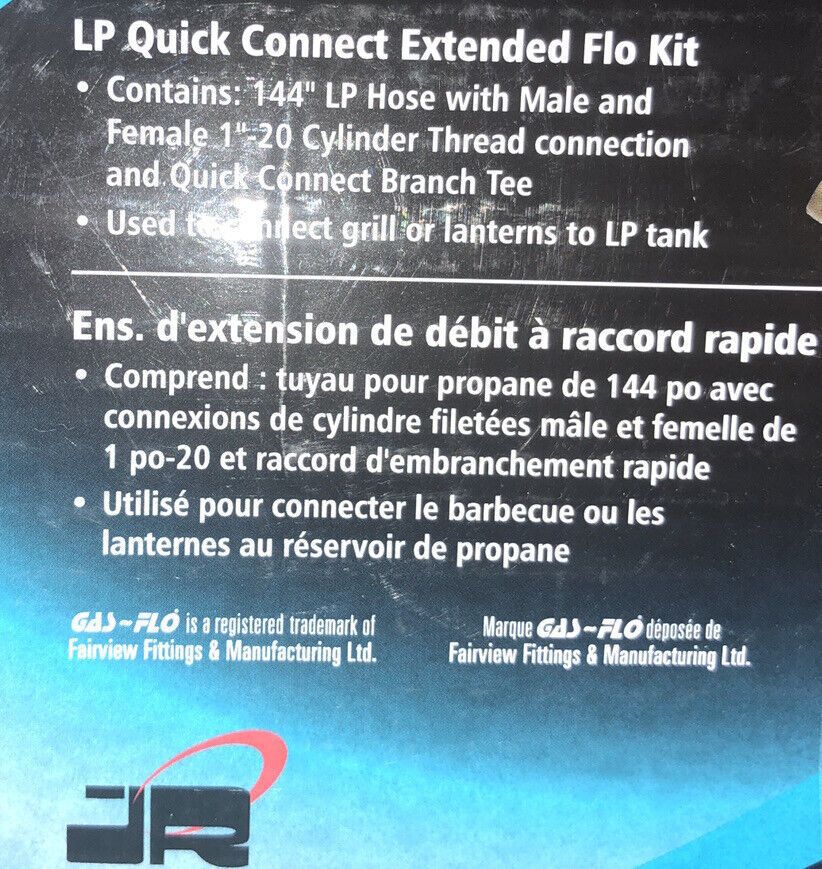 LP Quick Connect Extended Flo Kit
• Contains: 144" LP Hose with Male and
Female 1"-20 Cylinder Thread connection
and Quick Connect Branch Tee
• Used to connect grill or lanterns to LP tank
Ens. d'extension de débit à raccord rapide
• Comprend : tuyau pour propane de 144 po avec
connexions de cylindre filetées mâle et femelle de
1 po-20 et raccord d'embranchement rapide
• Utilisé pour connecter le barbecue ou les
lanternes au réservoir de propane
GAS~FLO is a registered trademark of
Fairview Fittings & Manufacturing Ltd.
Marque GAS~FLO déposée de
Fairview Fittings & Manufacturing Ltd.
JR